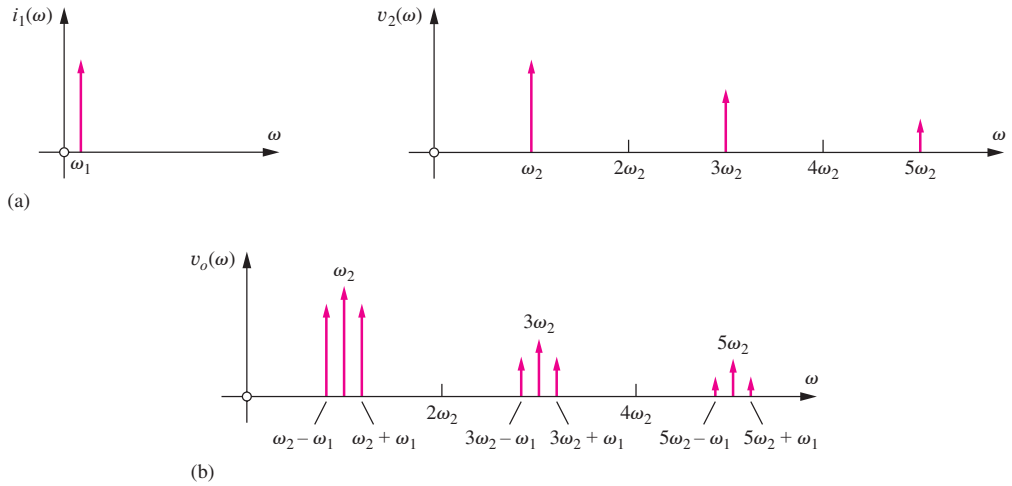 i₁(ω)
v₂(ω)
ω
ω
ω₁
ω₂
2ω₂
3ω₂
4ω₂
5ω₂
(a)
vₒ(ω)
ω₂
3ω₂
5ω₂
ω
2ω₂
4ω₂
ω₂ − ω₁
ω₂ + ω₁
3ω₂ − ω₁
3ω₂ + ω₁
5ω₂ − ω₁
5ω₂ + ω₁
(b)